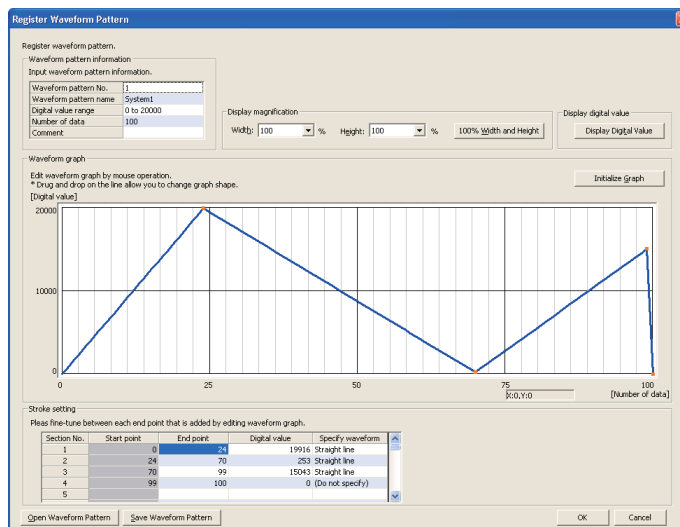 Register Waveform Pattern
Register waveform pattern.
Waveform pattern information
Input waveform pattern information.
Waveform pattern No. 1
Waveform pattern name System1
Digital value range 0 to 20000
Number of data 100
Comment
Display magnification
Width: 100 % Height: 100 % 100% Width and Height
Display digital value
Display Digital Value
Waveform graph
Edit waveform graph by mouse operation.
* Drug and drop on the line allow you to change graph shape.
Initialize Graph
[Digital value]
20000
10000
0
0 25 50 75 100
X:0,Y:0
[Number of data]
Stroke setting
Pleas fine-tune between each end point that is added by editing waveform graph.
Section No. Start point End point Digital value Specify waveform
1 0 24 19916 Straight line
2 24 70 253 Straight line
3 70 99 15043 Straight line
4 99 100 0 (Do not specify)
5
Open Waveform Pattern Save Waveform Pattern OK Cancel